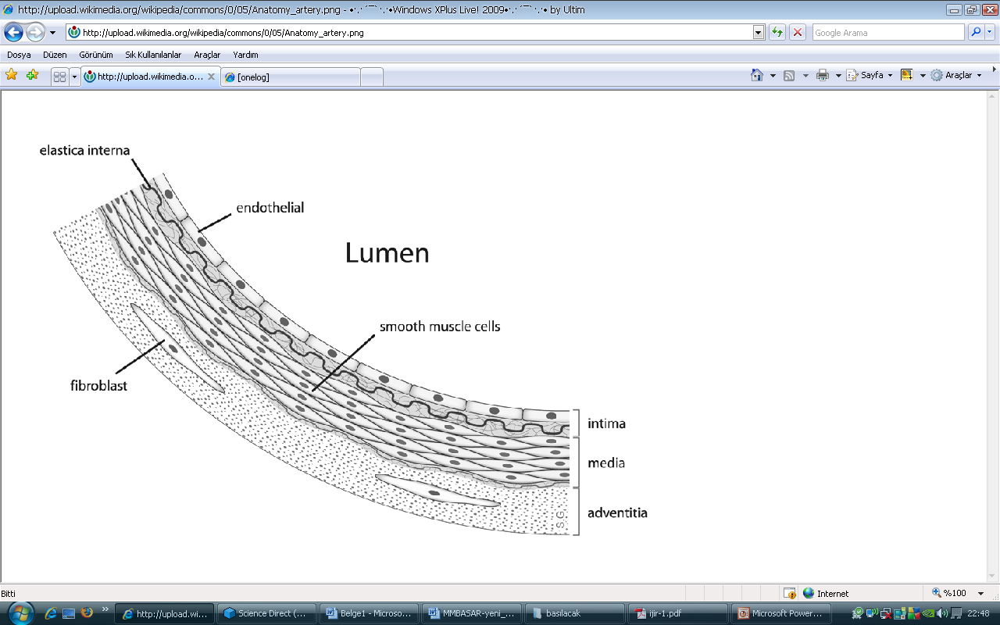 http://upload.wikimedia.org/wikipedia/commons/0/05/Anatomy_artery.png - •·.·´¯`·.·•Windows XPlus Live! 2009•·.·´¯`·.·• by Ultim
http://upload.wikimedia.org/wikipedia/commons/0/05/Anatomy_artery.png
Google Arama
Dosya Düzen Görünüm Sık Kullanılanlar Araçlar Yardım
http://upload.wikimedia.o... [onelog] Sayfa Araçlar
elastica interna
endothelial
Lumen
smooth muscle cells
fibroblast
intima
media
adventitia
S.G.
Bitti Internet %100
http://upload.wi... Science Direct (... Belge1 - Microso... MMBASAR-yeni_... basilacak ijir-1.pdf Microsoft Power... 22:48